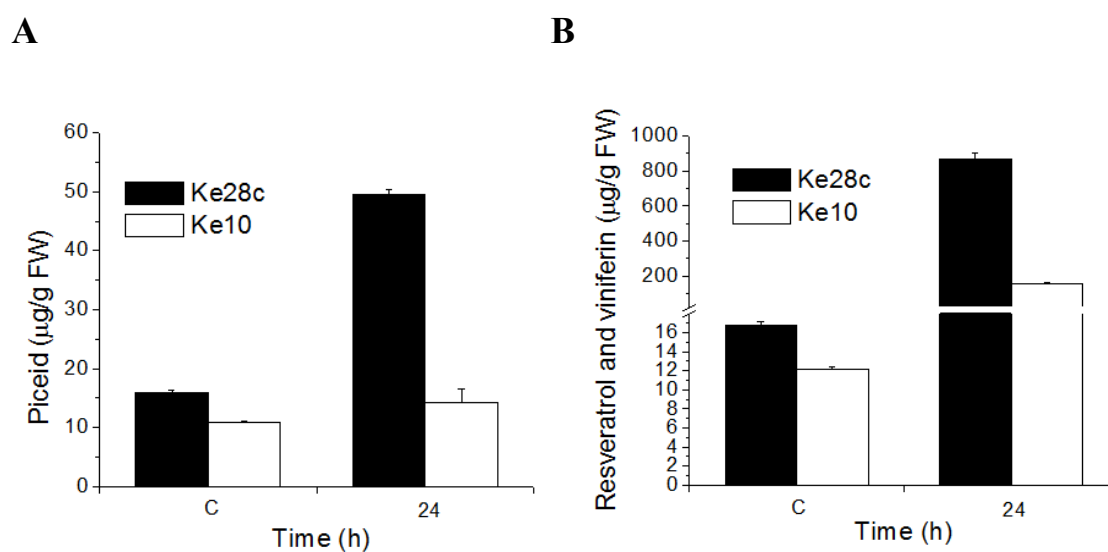 A
B
60
50
40
30
20
10
0
Piceid (μg/g FW)
Ke28c
Ke10
C
24
Time (h)
1000
800
600
400
200
16
14
12
10
8
6
4
2
0
Resveratrol and viniferin (μg/g FW)
Ke28c
Ke10
C
24
Time (h)